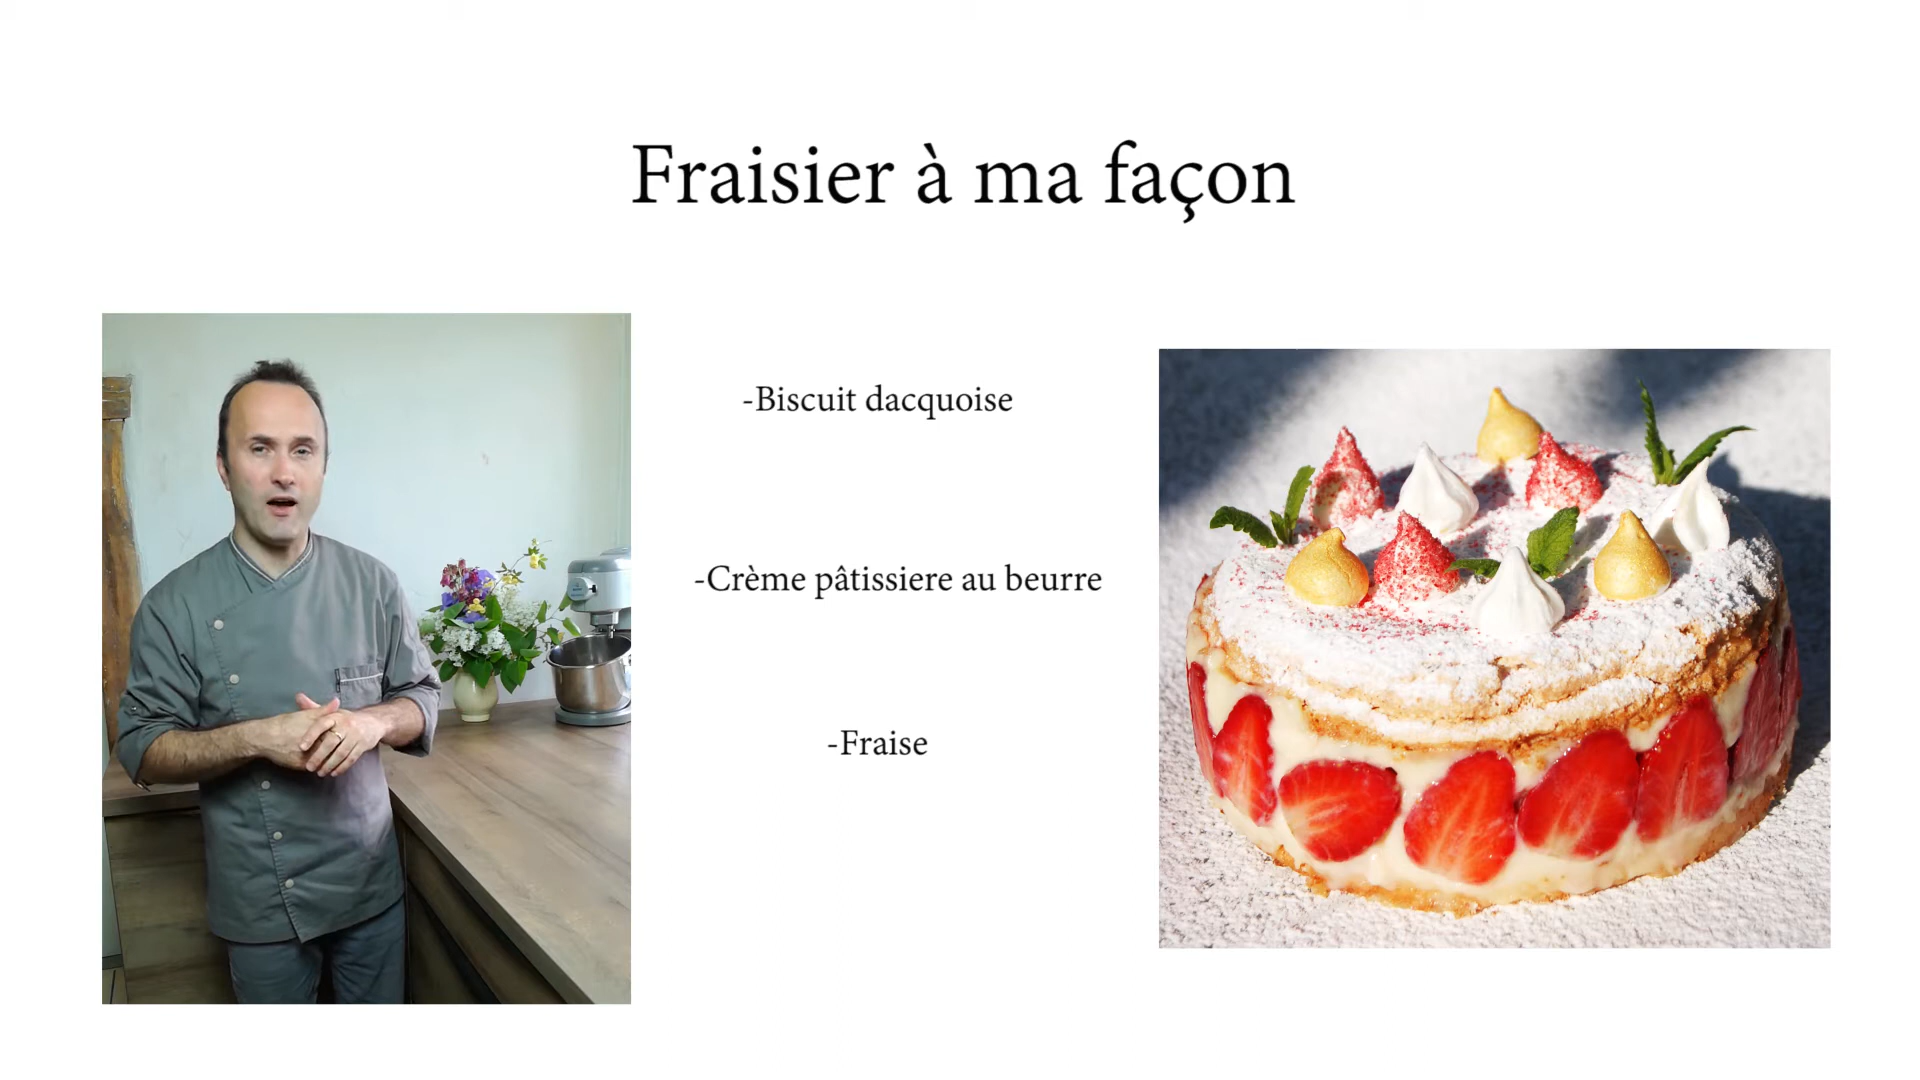 Fraisier à ma façon
-Biscuit dacquoise
-Crème pâtissiere au beurre
-Fraise